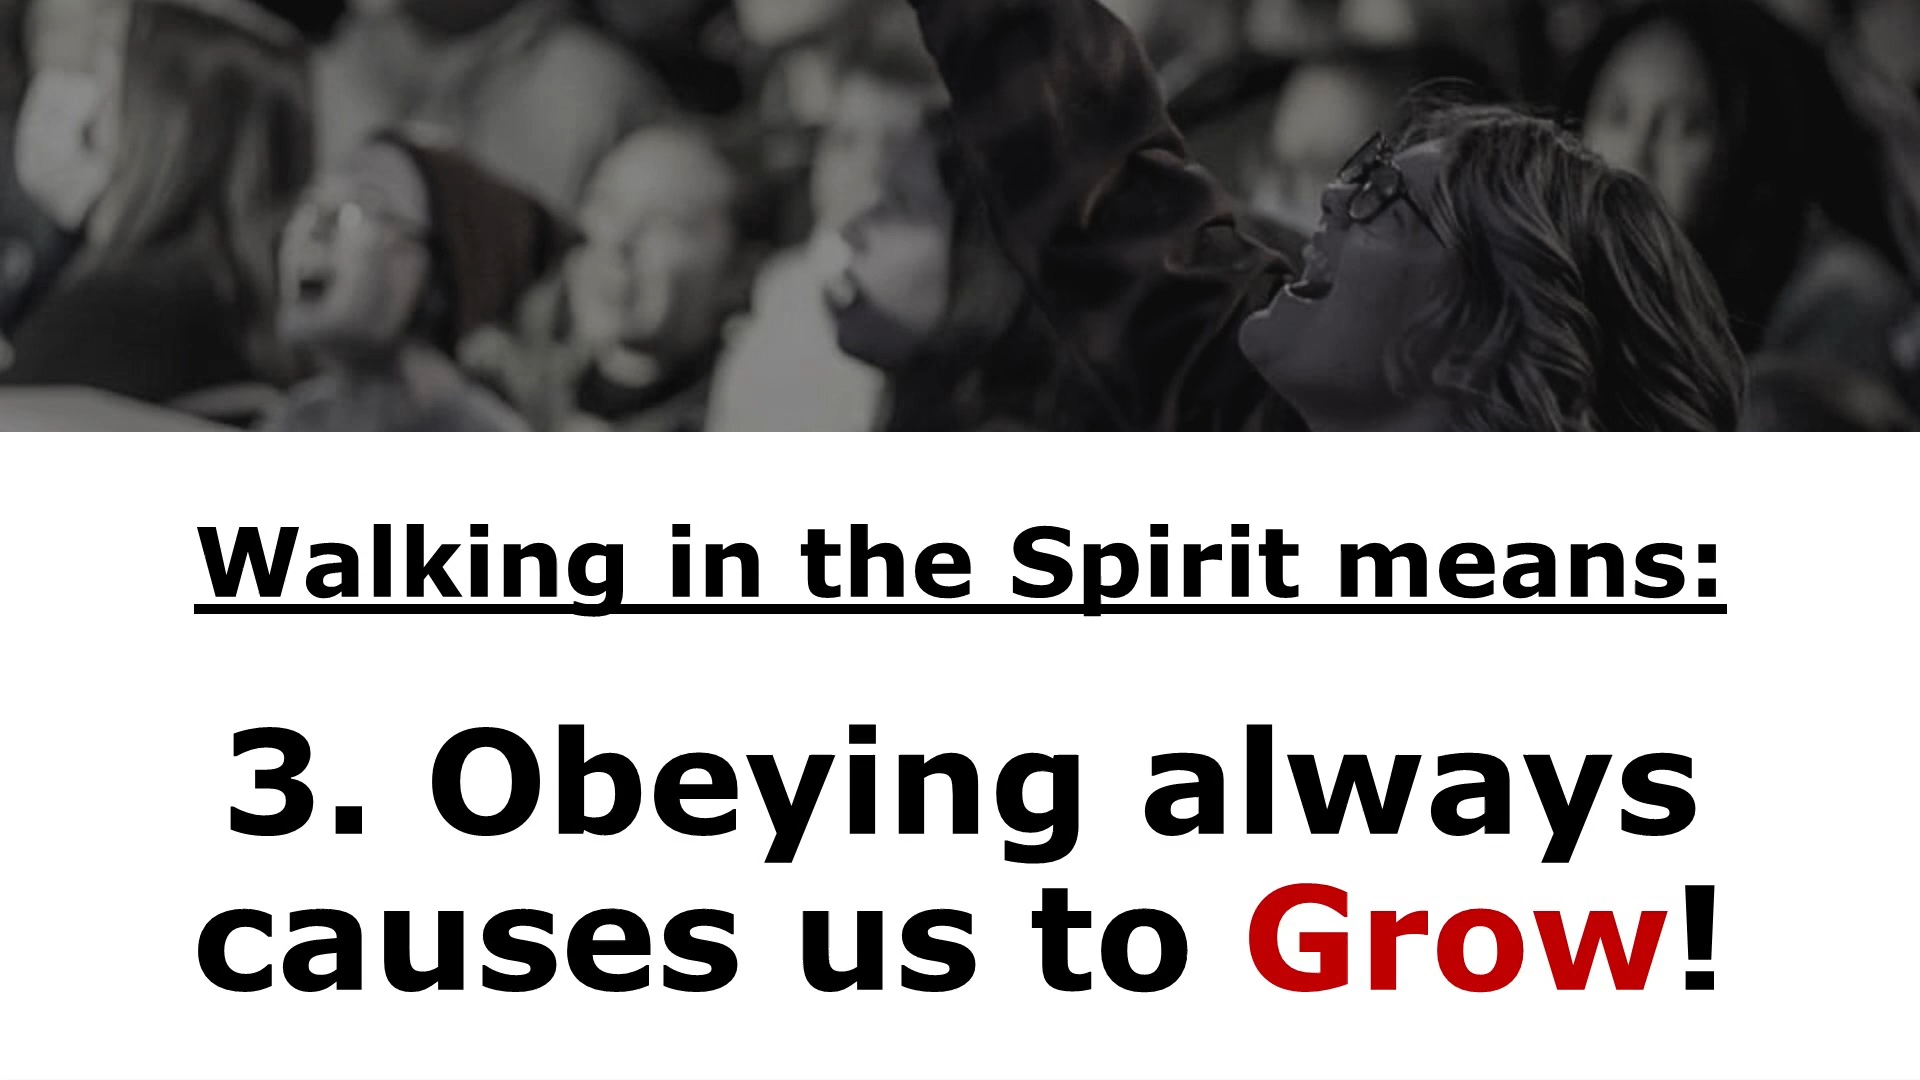 Walking in the Spirit means:
3. Obeying always
causes us to Grow!